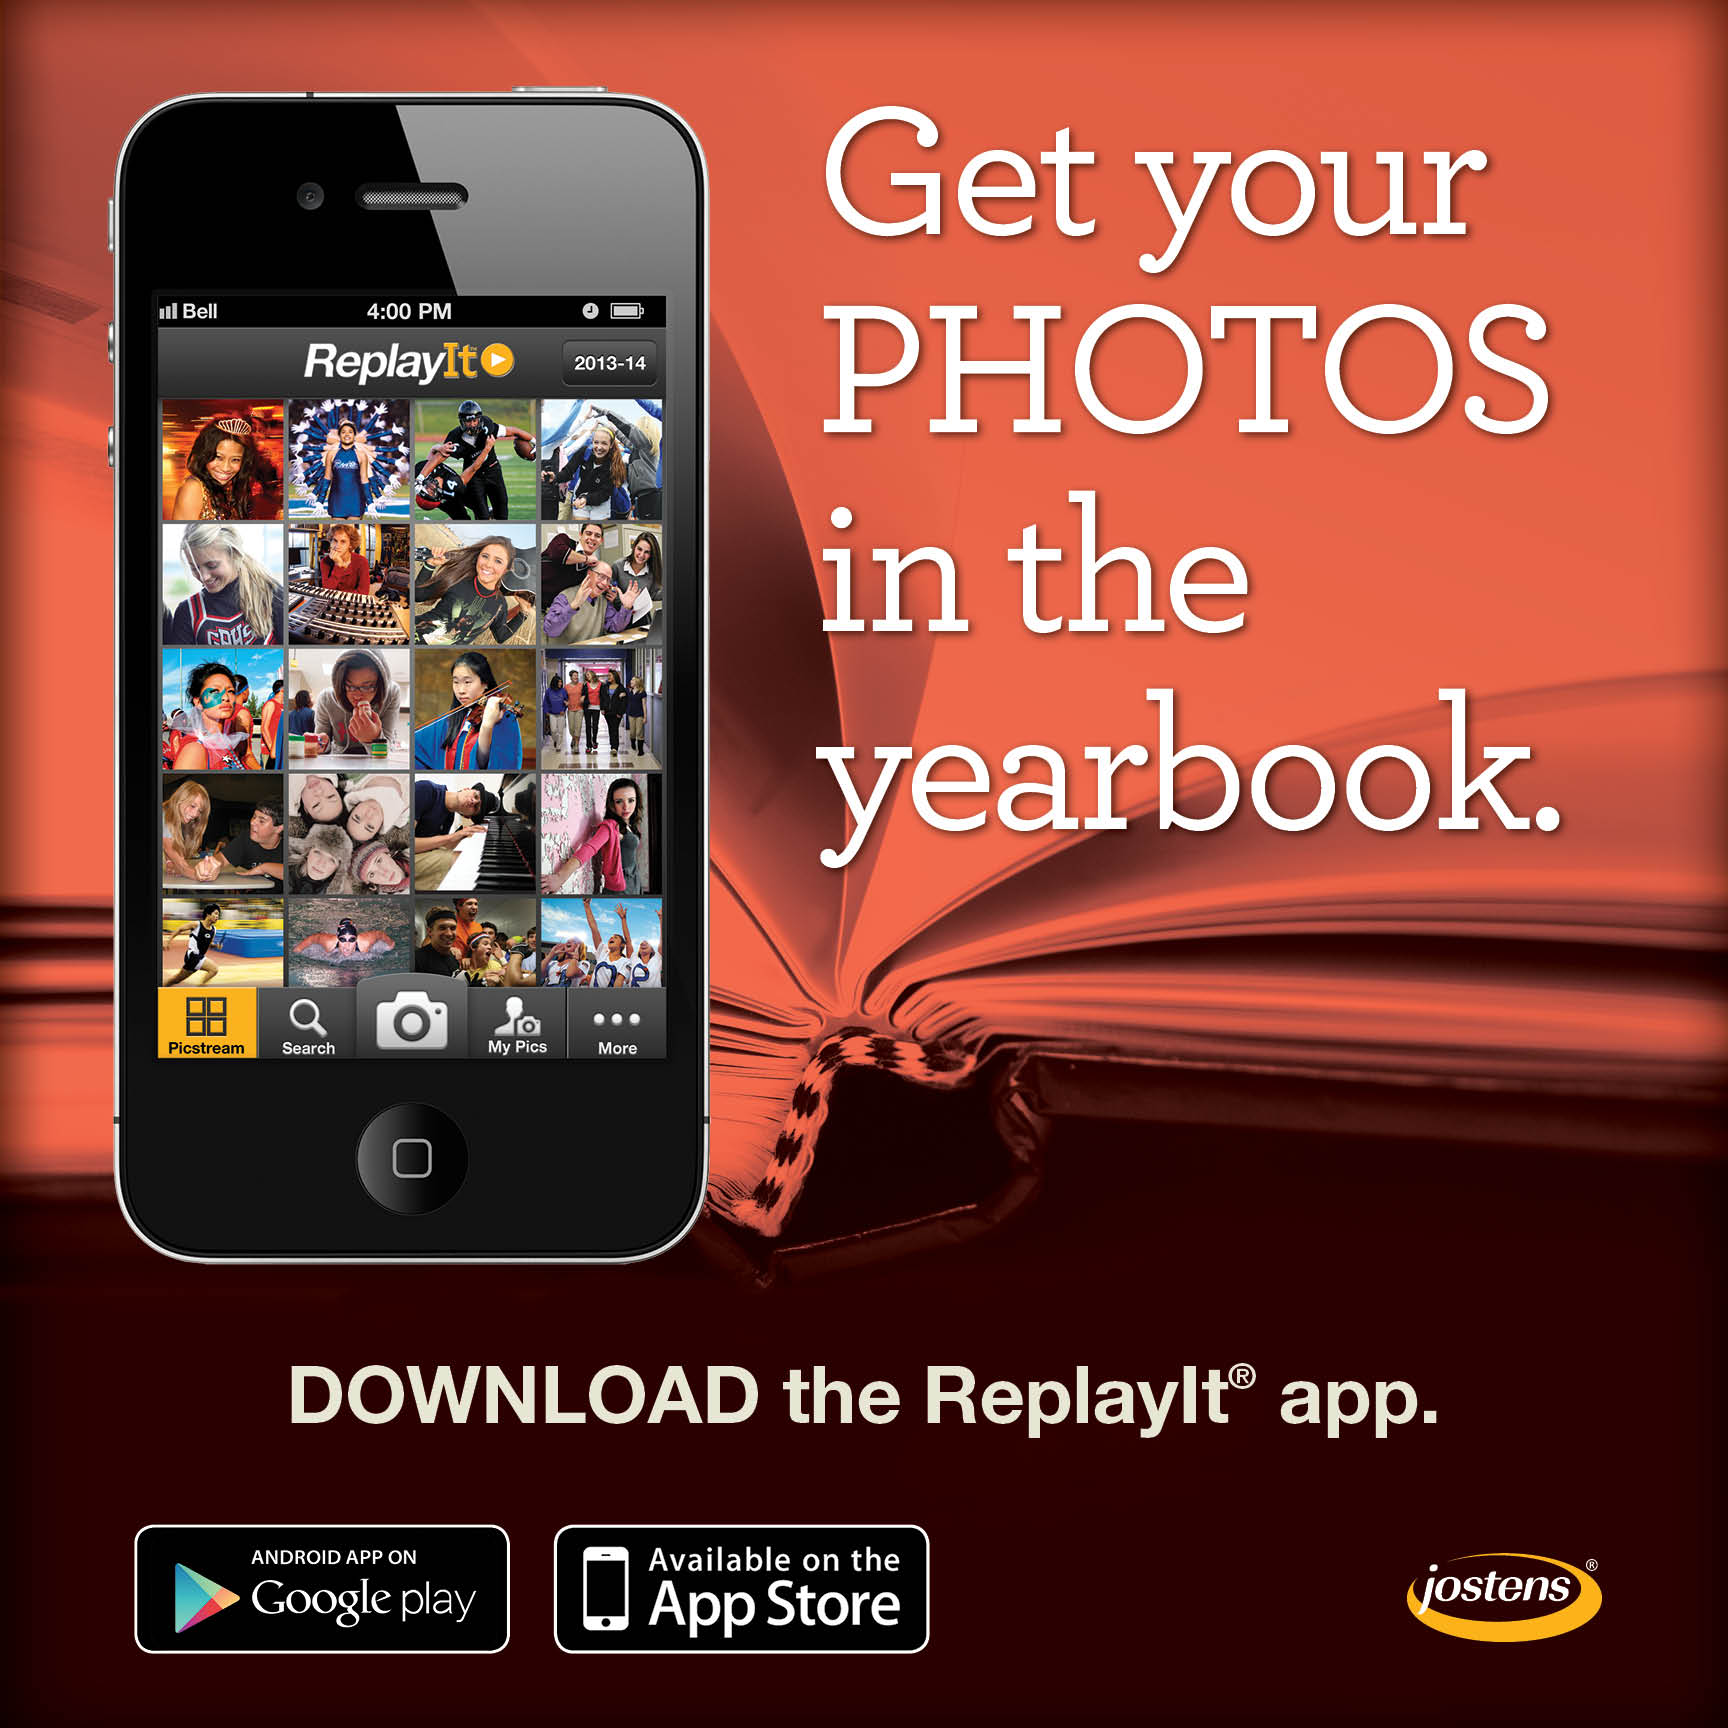 Get your
PHOTOS
in the
yearbook.
Bell 4:00 PM
ReplayIt™ 2013-14
Picstream Search My Pics More
DOWNLOAD the ReplayIt® app.
ANDROID APP ON
Google play
Available on the
App Store
jostens®